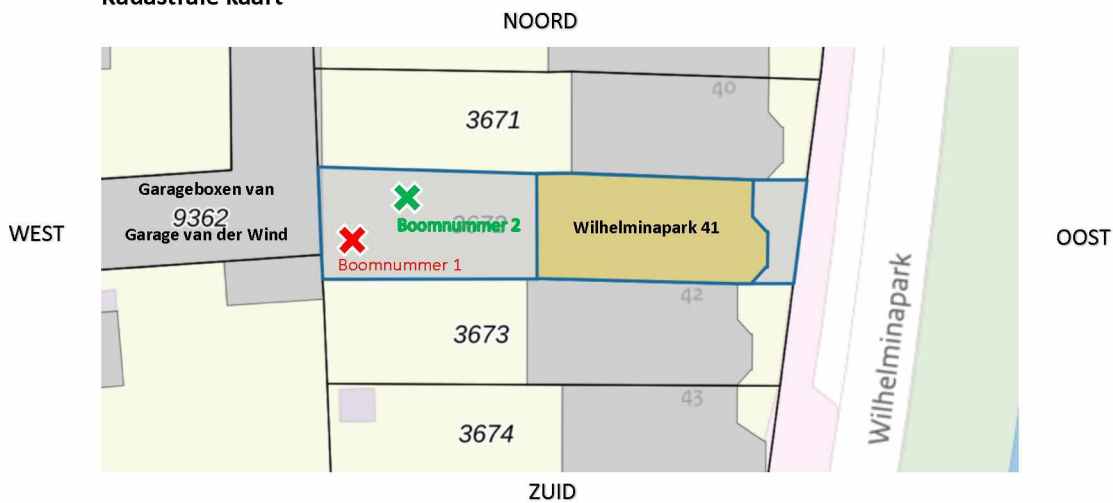 Kadastrale kaart
NOORD
40
3671
Garageboxen van
9362
Garage van der Wind
Boomnummer 2
Wilhelminapark 41
WEST
OOST
Boomnummer 1
42
3673
Wilhelminapark
43
3674
ZUID